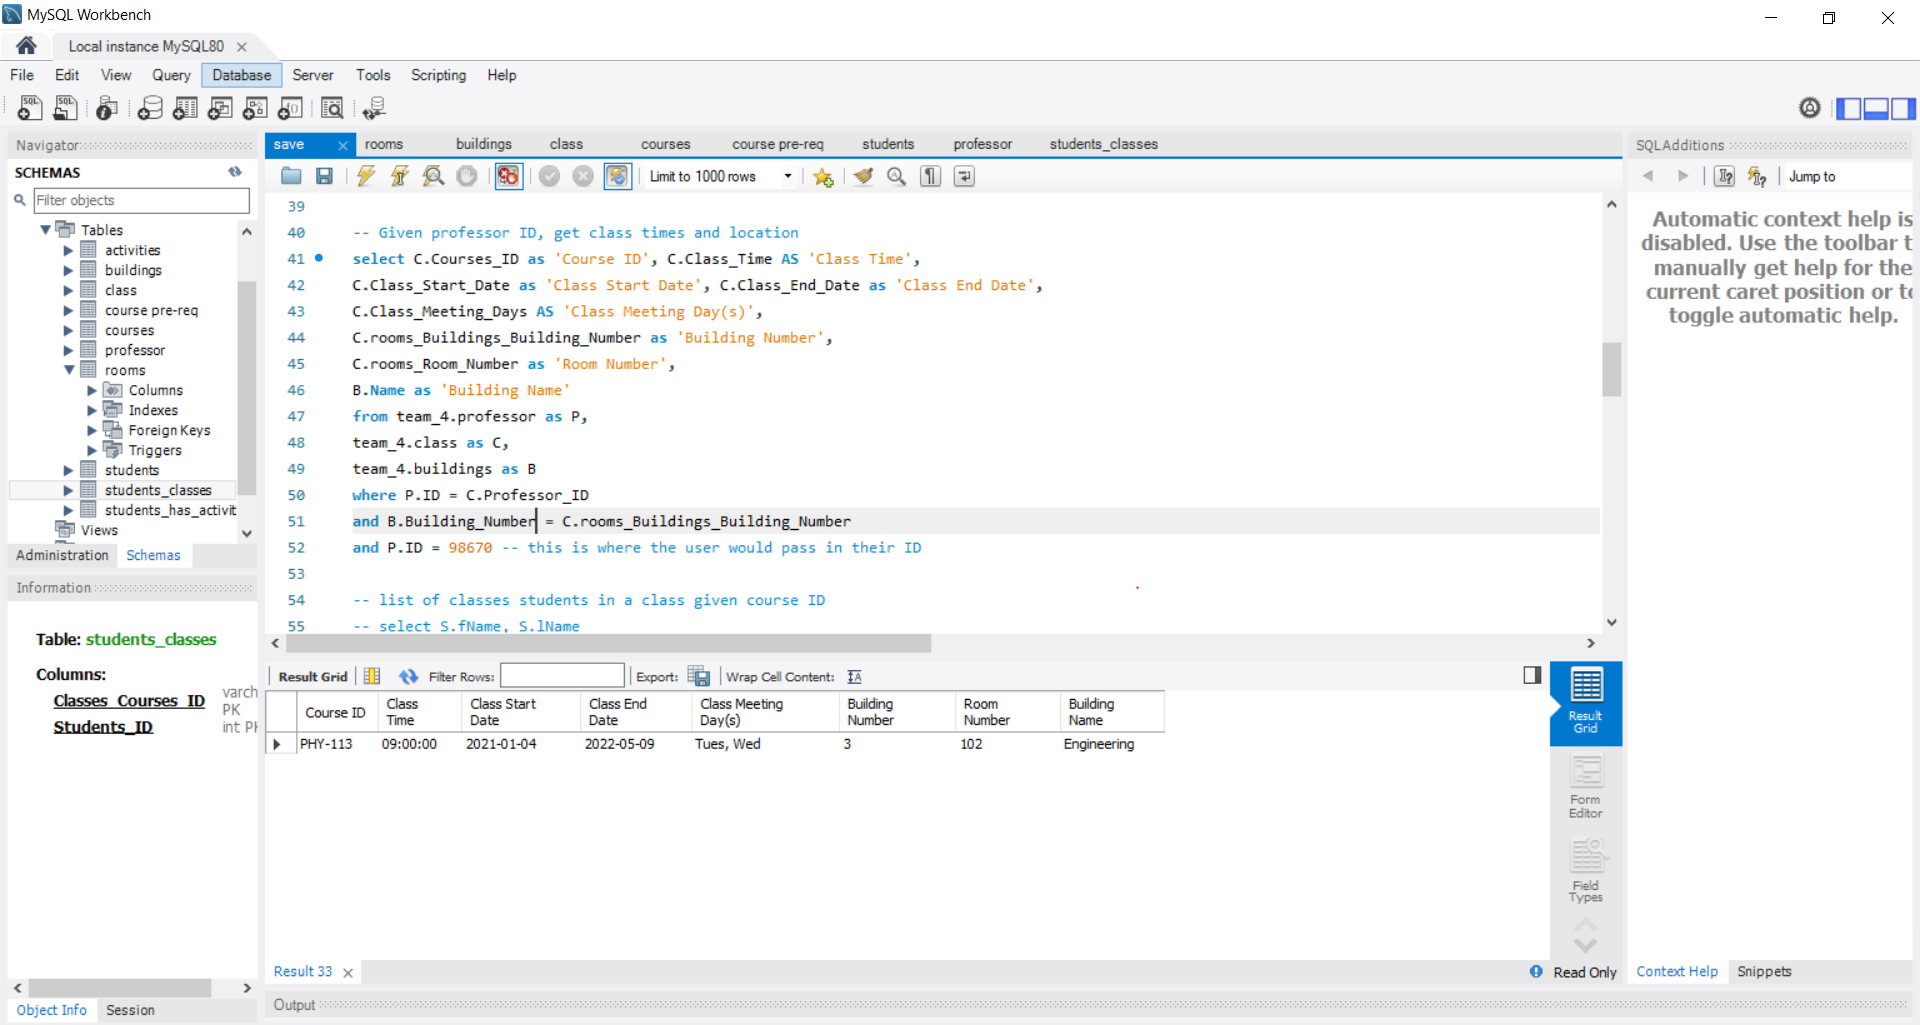 MySQL Workbench
Local instance MySQL80
File Edit View Query Database Server Tools Scripting Help
Navigator
SCHEMAS
Filter objects
Tables
activities
buildings
class
course pre-req
courses
professor
rooms
Columns
Indexes
Foreign Keys
Triggers
students
students_classes
students_has_activit
Views
Administration Schemas
Information
Table: students_classes
Columns:
Classes_Courses_ID varch
PK
Students_ID int PK
Object Info Session
save rooms buildings class courses course pre-req students professor students_classes
Limit to 1000 rows
39
40 -- Given professor ID, get class times and location
41 select C.Courses_ID as 'Course ID', C.Class_Time AS 'Class Time',
42 C.Class_Start_Date as 'Class Start Date', C.Class_End_Date as 'Class End Date',
43 C.Class_Meeting_Days AS 'Class Meeting Day(s)',
44 C.rooms_Buildings_Building_Number as 'Building Number',
45 C.rooms_Room_Number as 'Room Number',
46 B.Name as 'Building Name'
47 from team_4.professor as P,
48 team_4.class as C,
49 team_4.buildings as B
50 where P.ID = C.Professor_ID
51 and B.Building_Number = C.rooms_Buildings_Building_Number
52 and P.ID = 98670 -- this is where the user would pass in their ID
53
54 -- list of classes students in a class given course ID
55 -- select S.fName, S.lName
Result Grid Filter Rows: Export: Wrap Cell Content:
Course ID Class Time Class Start Date Class End Date Class Meeting Day(s) Building Number Room Number Building Name
PHY-113 09:00:00 2021-01-04 2022-05-09 Tues, Wed 3 102 Engineering
Result Grid
Form Editor
Field Types
Result 33
Read Only
Output
SQLAdditions
Jump to
Automatic context help is
disabled. Use the toolbar t
manually get help for the
current caret position or to
toggle automatic help.
Context Help Snippets